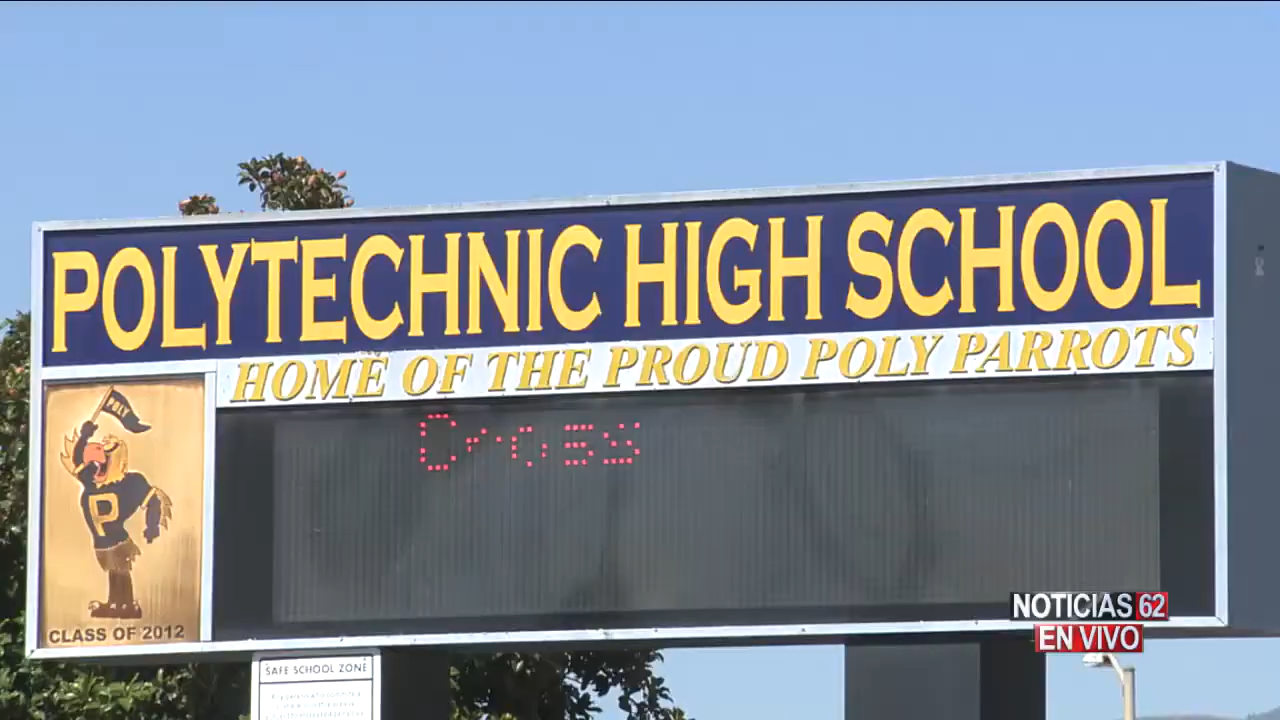 POLYTECHNIC HIGH SCHOOL
HOME OF THE PROUD POLY PARROTS
POLY
P
CLASS OF 2012
SAFE SCHOOL ZONE
NOTICIAS 62
EN VIVO